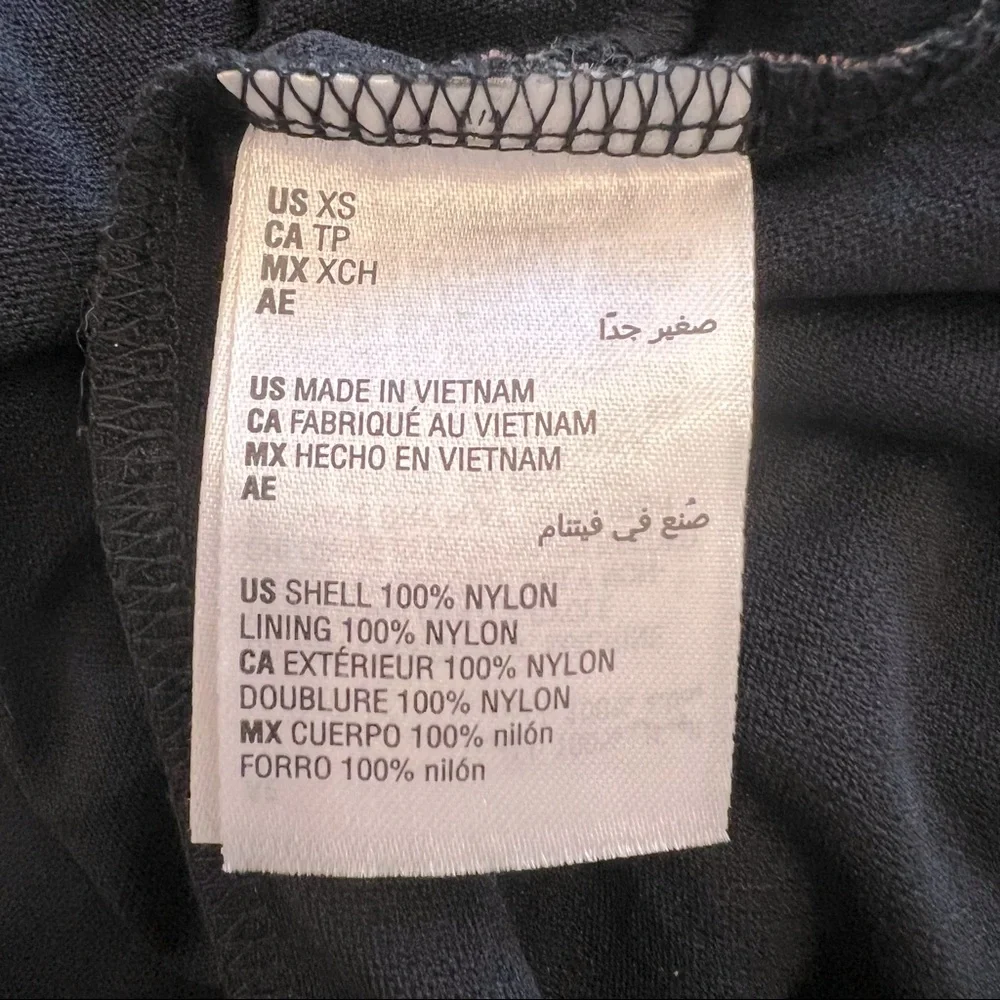 US XS
CA TP
MX XCH
AE
صغير جدًا
US MADE IN VIETNAM
CA FABRIQUÉ AU VIETNAM
MX HECHO EN VIETNAM
AE
صُنع في فيتنام
US SHELL 100% NYLON
LINING 100% NYLON
CA EXTÉRIEUR 100% NYLON
DOUBLURE 100% NYLON
MX CUERPO 100% nilón
FORRO 100% nilón